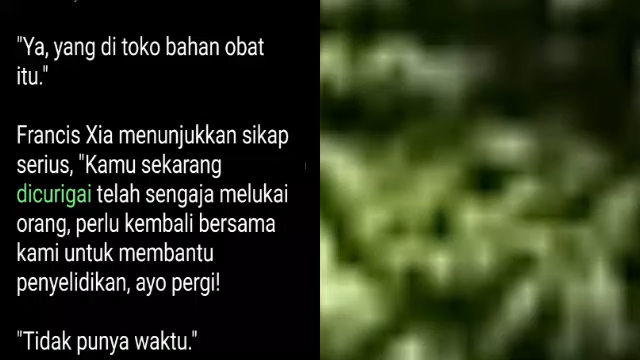 "Ya, yang di toko bahan obat
itu."
Francis Xia menunjukkan sikap
serius, "Kamu sekarang
dicurigai telah sengaja melukai
orang, perlu kembali bersama
kami untuk membantu
penyelidikan, ayo pergi!
"Tidak punya waktu."